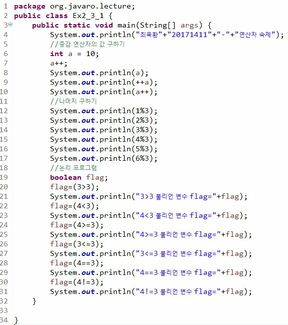 1 package org.javaro.lecture;
2 public class Ex2_3_1 {
3 public static void main(String[] args) {
4 System.out.println("최욱환"+"20171411"+"-"+"연산자 숙제");
5 //증감 연산자의 값 구하기
6 int a = 10;
7 a++;
8 System.out.println(a);
9 System.out.println(++a);
10 System.out.println(a++);
11 //나머지 구하기
12 System.out.println(1%3);
13 System.out.println(2%3);
14 System.out.println(3%3);
15 System.out.println(4%3);
16 System.out.println(5%3);
17 System.out.println(6%3);
18 //논리 프로그램
19 boolean flag;
20 flag=(3>3);
21 System.out.println("3>3 불리언 변수 flag="+flag);
22 flag=(4<3);
23 System.out.println("4<3 불리언 변수 flag="+flag);
24 flag=(4>=3);
25 System.out.println("4>=3 불리언 변수 flag="+flag);
26 flag=(3<=3);
27 System.out.println("3<=3 불리언 변수 flag="+flag);
28 flag=(4==3);
29 System.out.println("4==3 불리언 변수 flag="+flag);
30 flag=(4!=3);
31 System.out.println("4!=3 불리언 변수 flag="+flag);
32 }
33
34 }